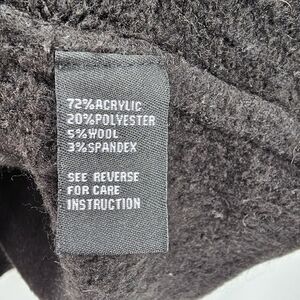 72%ACRYLIC
20%POLYESTER
5%WOOL
3%SPANDEX
SEE REVERSE
FOR CARE
INSTRUCTION